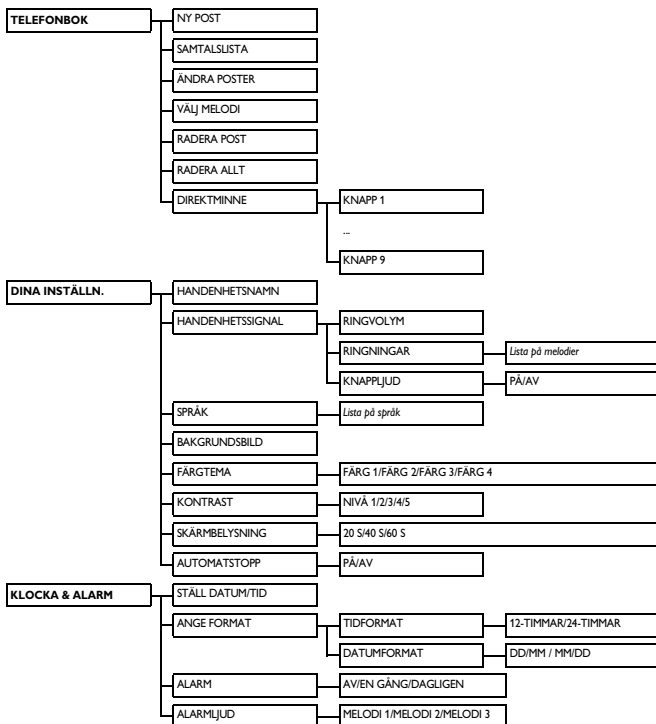 TELEFONBOK NY POST
SAMTALSLISTA
ÄNDRA POSTER
VÄLJ MELODI
RADERA POST
RADERA ALLT
DIREKTMINNE KNAPP 1
...
KNAPP 9
DINA INSTÄLLN. HANDENHETSNAMN
HANDENHETSSIGNAL RINGVOLYM
RINGNINGAR Lista på melodier
KNAPPLJUD PÅ/AV
SPRÅK Lista på språk
BAKGRUNDSBILD
FÄRGTEMA FÄRG 1/FÄRG 2/FÄRG 3/FÄRG 4
KONTRAST NIVÅ 1/2/3/4/5
SKÄRMBELYSNING 20 S/40 S/60 S
AUTOMATSTOPP PÅ/AV
KLOCKA & ALARM STÄLL DATUM/TID
ANGE FORMAT TIDFORMAT 12-TIMMAR/24-TIMMAR
DATUMFORMAT DD/MM / MM/DD
ALARM AV/EN GÅNG/DAGLIGEN
ALARMLJUD MELODI 1/MELODI 2/MELODI 3